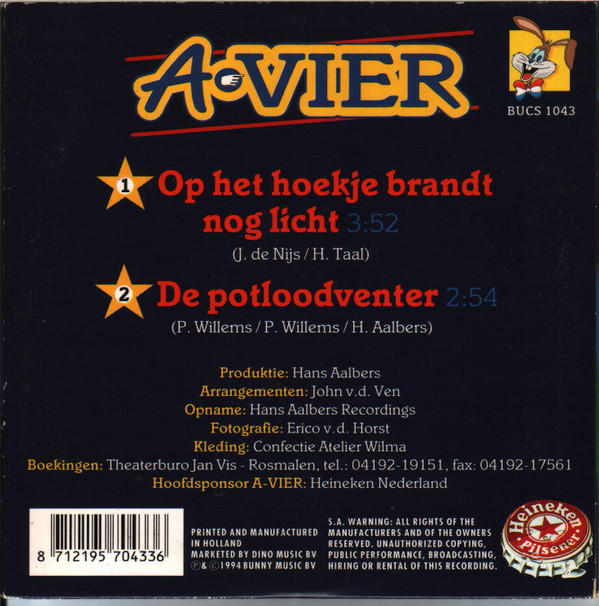 A-VIER
BUCS 1043
1 Op het hoekje brandt
nog licht 3:52
(J. de Nijs / H. Taal)
2 De potloodventer 2:54
(P. Willems / P. Willems / H. Aalbers)
Produktie: Hans Aalbers
Arrangementen: John v.d. Ven
Opname: Hans Aalbers Recordings
Fotografie: Erico v.d. Horst
Kleding: Confectie Atelier Wilma
Boekingen: Theaterburo Jan Vis - Rosmalen, tel.: 04192-19151, fax: 04192-17561
Hoofdsponsor A-VIER: Heineken Nederland
8 712195 704336
PRINTED AND MANUFACTURED
IN HOLLAND
MARKETED BY DINO MUSIC BV
℗ & © 1994 BUNNY MUSIC BV
S.A. WARNING: ALL RIGHTS OF THE
MANUFACTURERS AND OF THE OWNERS
RESERVED. UNAUTHORIZED COPYING,
PUBLIC PERFORMANCE, BROADCASTING,
HIRING OR RENTAL OF THIS RECORDING.
Heineken
PILSENER